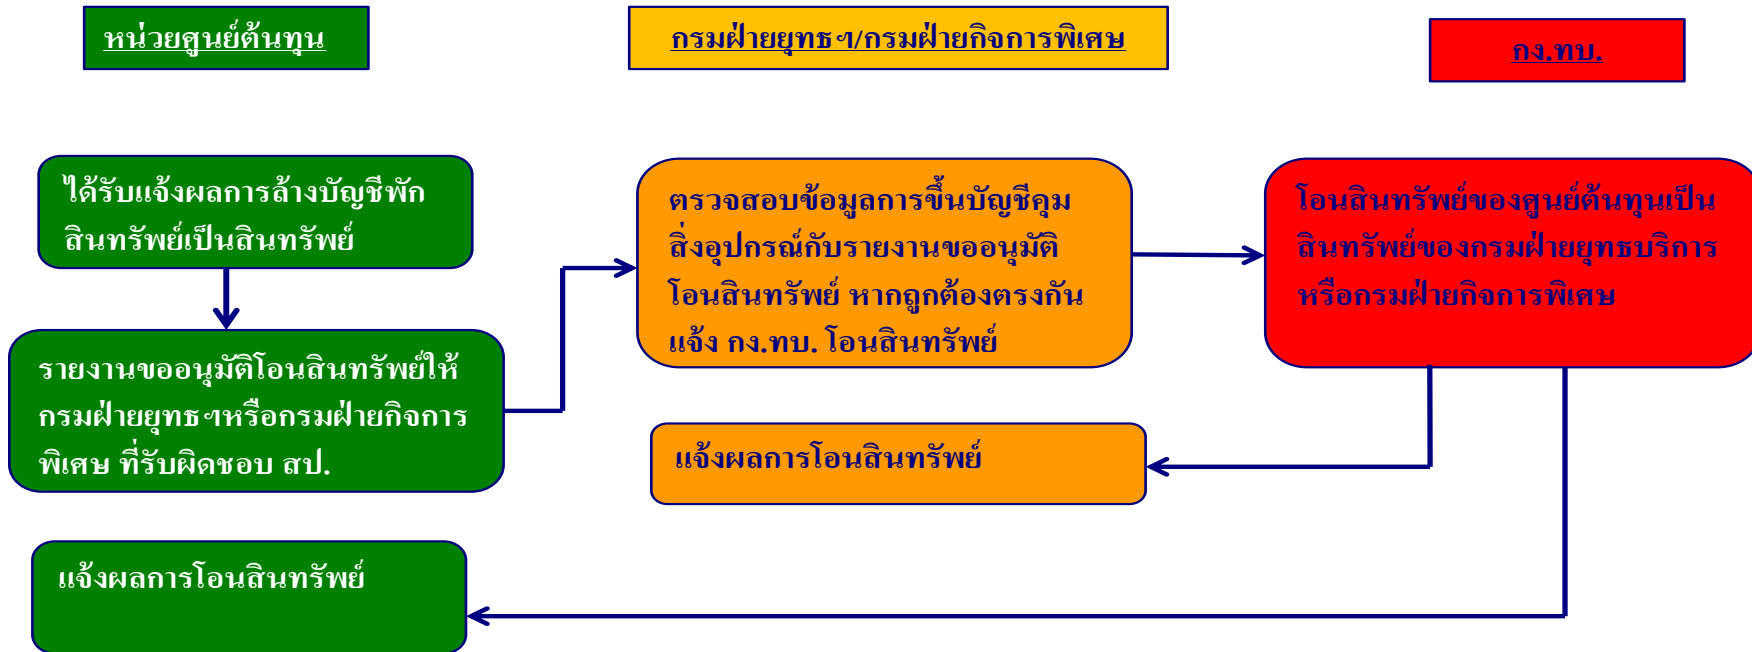 หน่วยศูนย์ต้นทุน
กรมฝ่ายยุทธฯ/กรมฝ่ายกิจการพิเศษ
กง.ทบ.
ได้รับแจ้งผลการล้างบัญชีพัก
สินทรัพย์เป็นสินทรัพย์
รายงานขออนุมัติโอนสินทรัพย์ให้
กรมฝ่ายยุทธฯหรือกรมฝ่ายกิจการ
พิเศษ ที่รับผิดชอบ สป.
ตรวจสอบข้อมูลการขึ้นบัญชีคุม
สิ่งอุปกรณ์กับรายงานขออนุมัติ
โอนสินทรัพย์ หากถูกต้องตรงกัน
แจ้ง กง.ทบ. โอนสินทรัพย์
โอนสินทรัพย์ของศูนย์ต้นทุนเป็น
สินทรัพย์ของกรมฝ่ายยุทธบริการ
หรือกรมฝ่ายกิจการพิเศษ
แจ้งผลการโอนสินทรัพย์
แจ้งผลการโอนสินทรัพย์